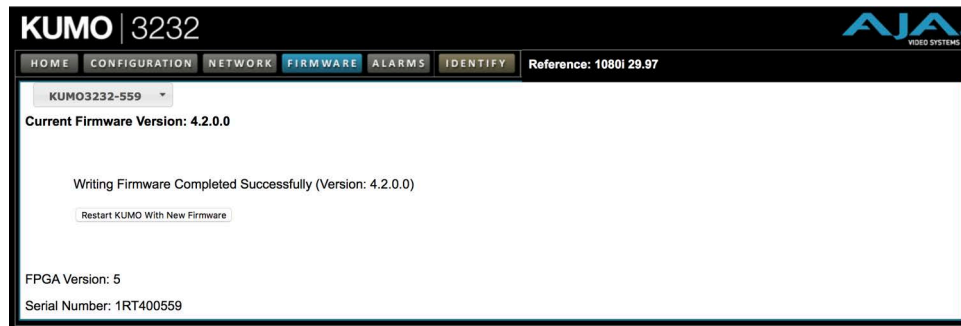 KUMO | 3232
AJA
VIDEO SYSTEMS
HOME CONFIGURATION NETWORK FIRMWARE ALARMS IDENTIFY Reference: 1080i 29.97
KUMO3232-559
Current Firmware Version: 4.2.0.0
Writing Firmware Completed Successfully (Version: 4.2.0.0)
Restart KUMO With New Firmware
FPGA Version: 5
Serial Number: 1RT400559